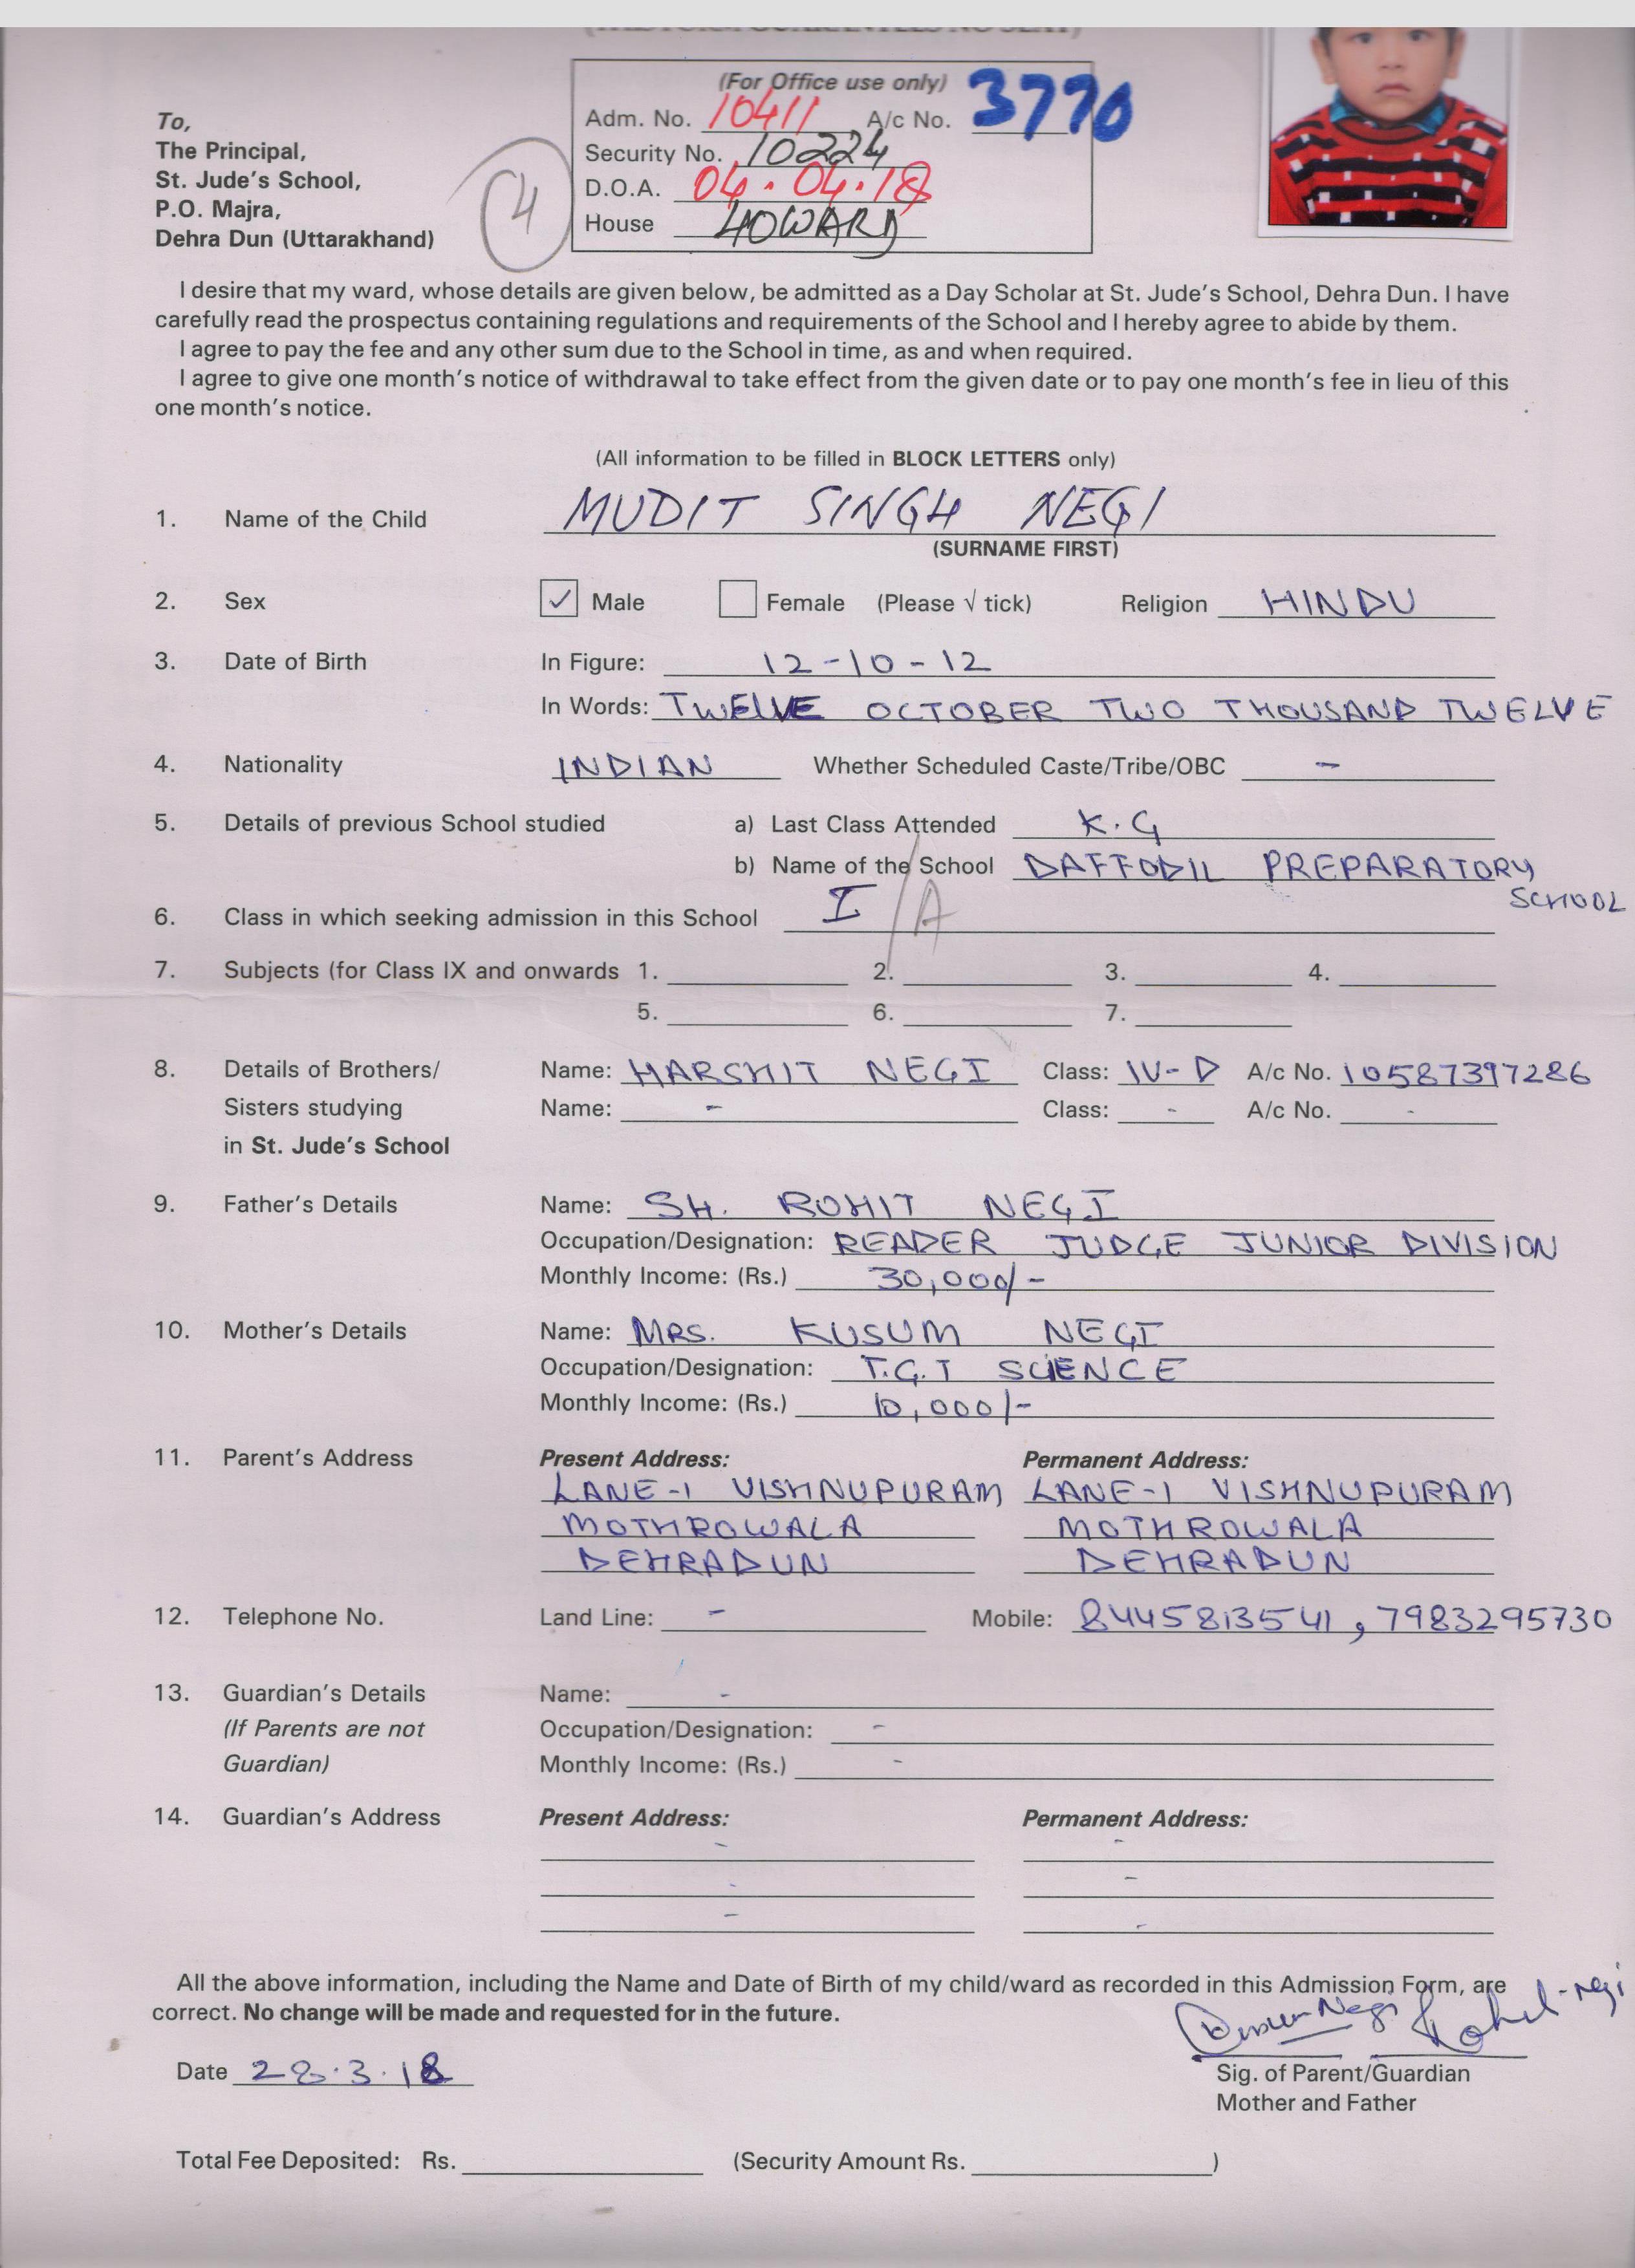 (For Office use only) 3770
Adm. No. 10411 A/c No.
Security No. 10224
D.O.A. 04.04.18
House HOWARD
To,
The Principal,
St. Jude's School,
P.O. Majra,
Dehra Dun (Uttarakhand)
I desire that my ward, whose details are given below, be admitted as a Day Scholar at St. Jude's School, Dehra Dun. I have
carefully read the prospectus containing regulations and requirements of the School and I hereby agree to abide by them.
I agree to pay the fee and any other sum due to the School in time, as and when required.
I agree to give one month's notice of withdrawal to take effect from the given date or to pay one month's fee in lieu of this
one month's notice.
(All information to be filled in BLOCK LETTERS only)
1. Name of the Child MUDIT SINGH NEGI
(SURNAME FIRST)
2. Sex ✓ Male Female (Please √ tick) Religion HINDU
3. Date of Birth In Figure: 12-10-12
In Words: TWELVE OCTOBER TWO THOUSAND TWELVE
4. Nationality INDIAN Whether Scheduled Caste/Tribe/OBC -
5. Details of previous School studied a) Last Class Attended K.G
b) Name of the School DAFFODIL PREPARATORY SCHOOL
6. Class in which seeking admission in this School I
7. Subjects (for Class IX and onwards 1. 2. 3. 4.
5. 6. 7.
8. Details of Brothers/ Name: HARSHIT NEGI Class: IV-D A/c No. 10587397286
Sisters studying Name: - Class: - A/c No. -
in St. Jude's School
9. Father's Details Name: SH. ROHIT NEGI
Occupation/Designation: READER JUDGE JUNIOR DIVISION
Monthly Income: (Rs.) 30,000/-
10. Mother's Details Name: MRS. KUSUM NEGI
Occupation/Designation: T.G.T SCIENCE
Monthly Income: (Rs.) 10,000/-
11. Parent's Address Present Address: Permanent Address:
LANE-1 VISHNUPURAM LANE-1 VISHNUPURAM
MOTHROWALA MOTHROWALA
DEHRADUN DEHRADUN
12. Telephone No. Land Line: - Mobile: 8445813541, 7983295730
13. Guardian's Details Name: -
(If Parents are not Occupation/Designation: -
Guardian) Monthly Income: (Rs.) -
14. Guardian's Address Present Address: Permanent Address:
All the above information, including the Name and Date of Birth of my child/ward as recorded in this Admission Form, are
correct. No change will be made and requested for in the future.
Date 28.3.18 Sig. of Parent/Guardian
Mother and Father
Total Fee Deposited: Rs. (Security Amount Rs. )